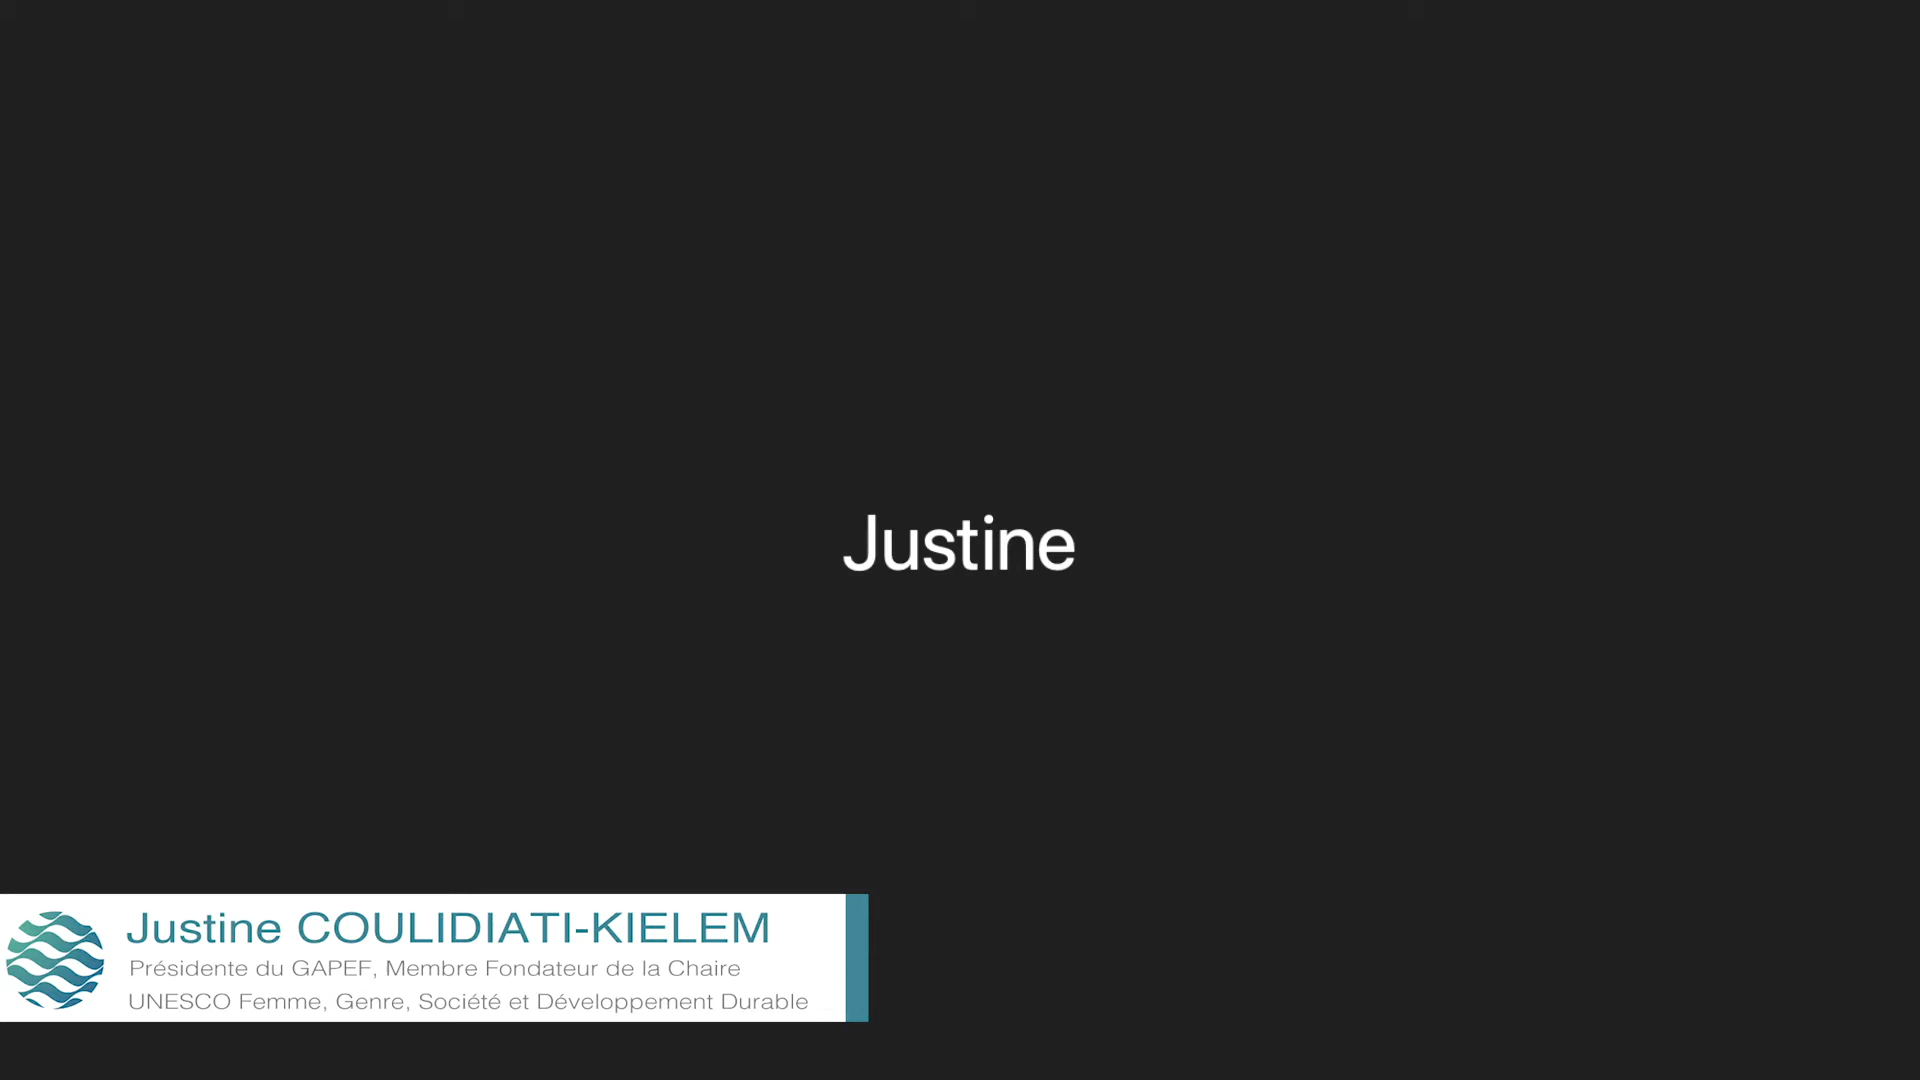 Justine
Justine COULIDIATI-KIELEM
Présidente du GAPEF, Membre Fondateur de la Chaire
UNESCO Femme, Genre, Société et Développement Durable